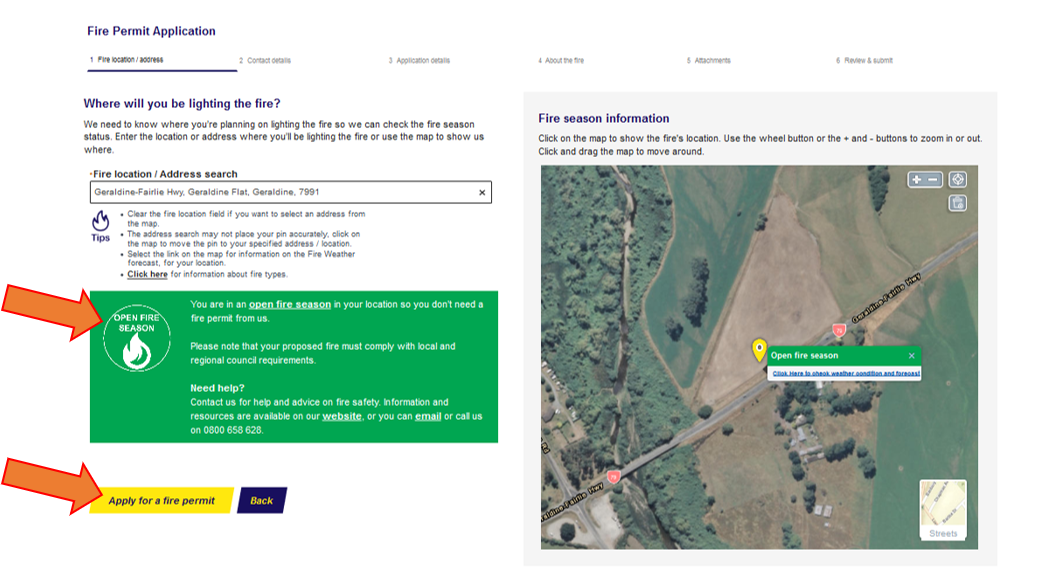 Fire Permit Application
1 Fire location / address
2 Contact details
3 Application details
4 About the fire
5 Attachments
6 Review & submit
Where will you be lighting the fire?
We need to know where you're planning on lighting the fire so we can check the fire season
status. Enter the location or address where you'll be lighting the fire or use the map to show us
where.
*Fire location / Address search
Geraldine-Fairlie Hwy, Geraldine Flat, Geraldine, 7991
Tips
• Clear the fire location field if you want to select an address from
the map.
• The address search may not place your pin accurately, click on
the map to move the pin to your specified address / location.
• Select the link on the map for information on the Fire Weather
forecast, for your location.
• Click here for information about fire types.
OPEN FIRE
SEASON
You are in an open fire season in your location so you don't need a
fire permit from us.
Please note that your proposed fire must comply with local and
regional council requirements.
Need help?
Contact us for help and advice on fire safety. Information and
resources are available on our website, or you can email or call us
on 0800 658 628.
Apply for a fire permit
Back
Fire season information
Click on the map to show the fire's location. Use the wheel button or the + and - buttons to zoom in or out.
Click and drag the map to move around.
Geraldine-Fairlie Hwy
79
Open fire season
Click Here to check weather condition and forecast
79
aldine-Fairlie Hwy
Rd
Streets